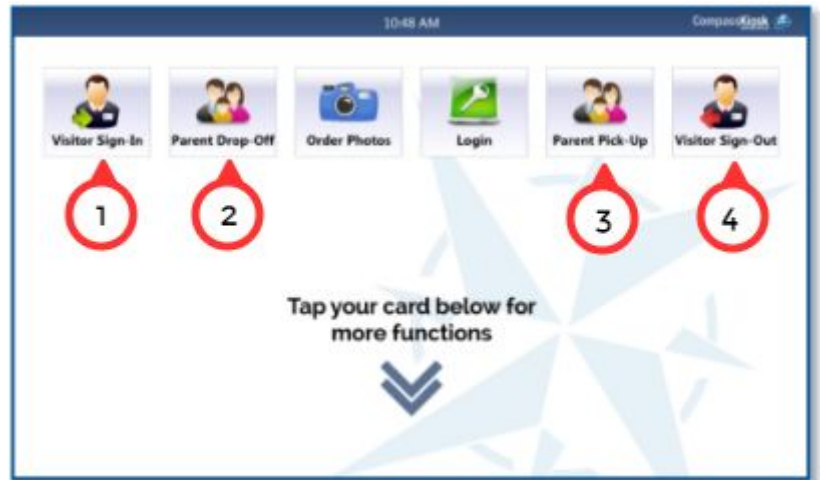 10:48 AM CompassKiosk
Visitor Sign-In Parent Drop-Off Order Photos Login Parent Pick-Up Visitor Sign-Out
1 2 3 4
Tap your card below for
more functions